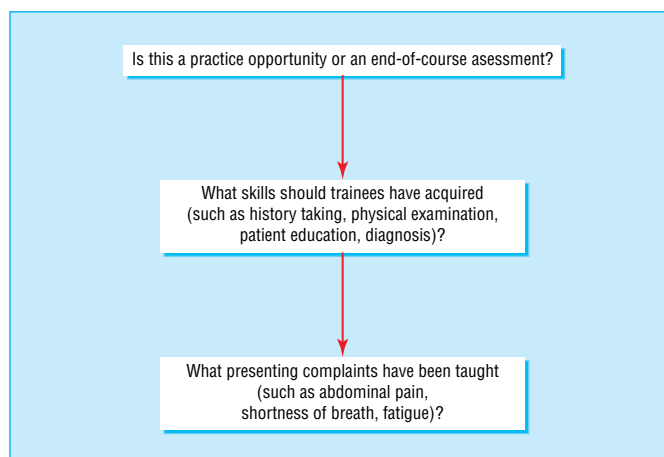 Is this a practice opportunity or an end-of-course asessment?
What skills should trainees have acquired
(such as history taking, physical examination,
patient education, diagnosis)?
What presenting complaints have been taught
(such as abdominal pain,
shortness of breath, fatigue)?